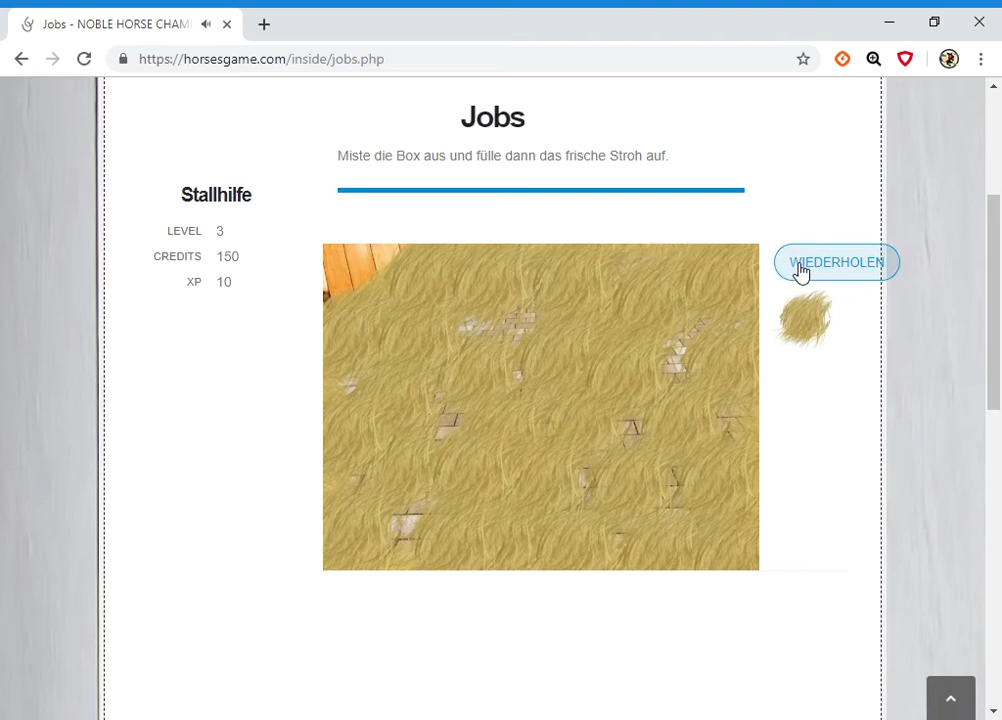 Jobs - NOBLE HORSE CHAM
https://horsesgame.com/inside/jobs.php
Jobs
Miste die Box aus und fülle dann das frische Stroh auf.
Stallhilfe
LEVEL 3
CREDITS 150
XP 10
WIEDERHOLEN